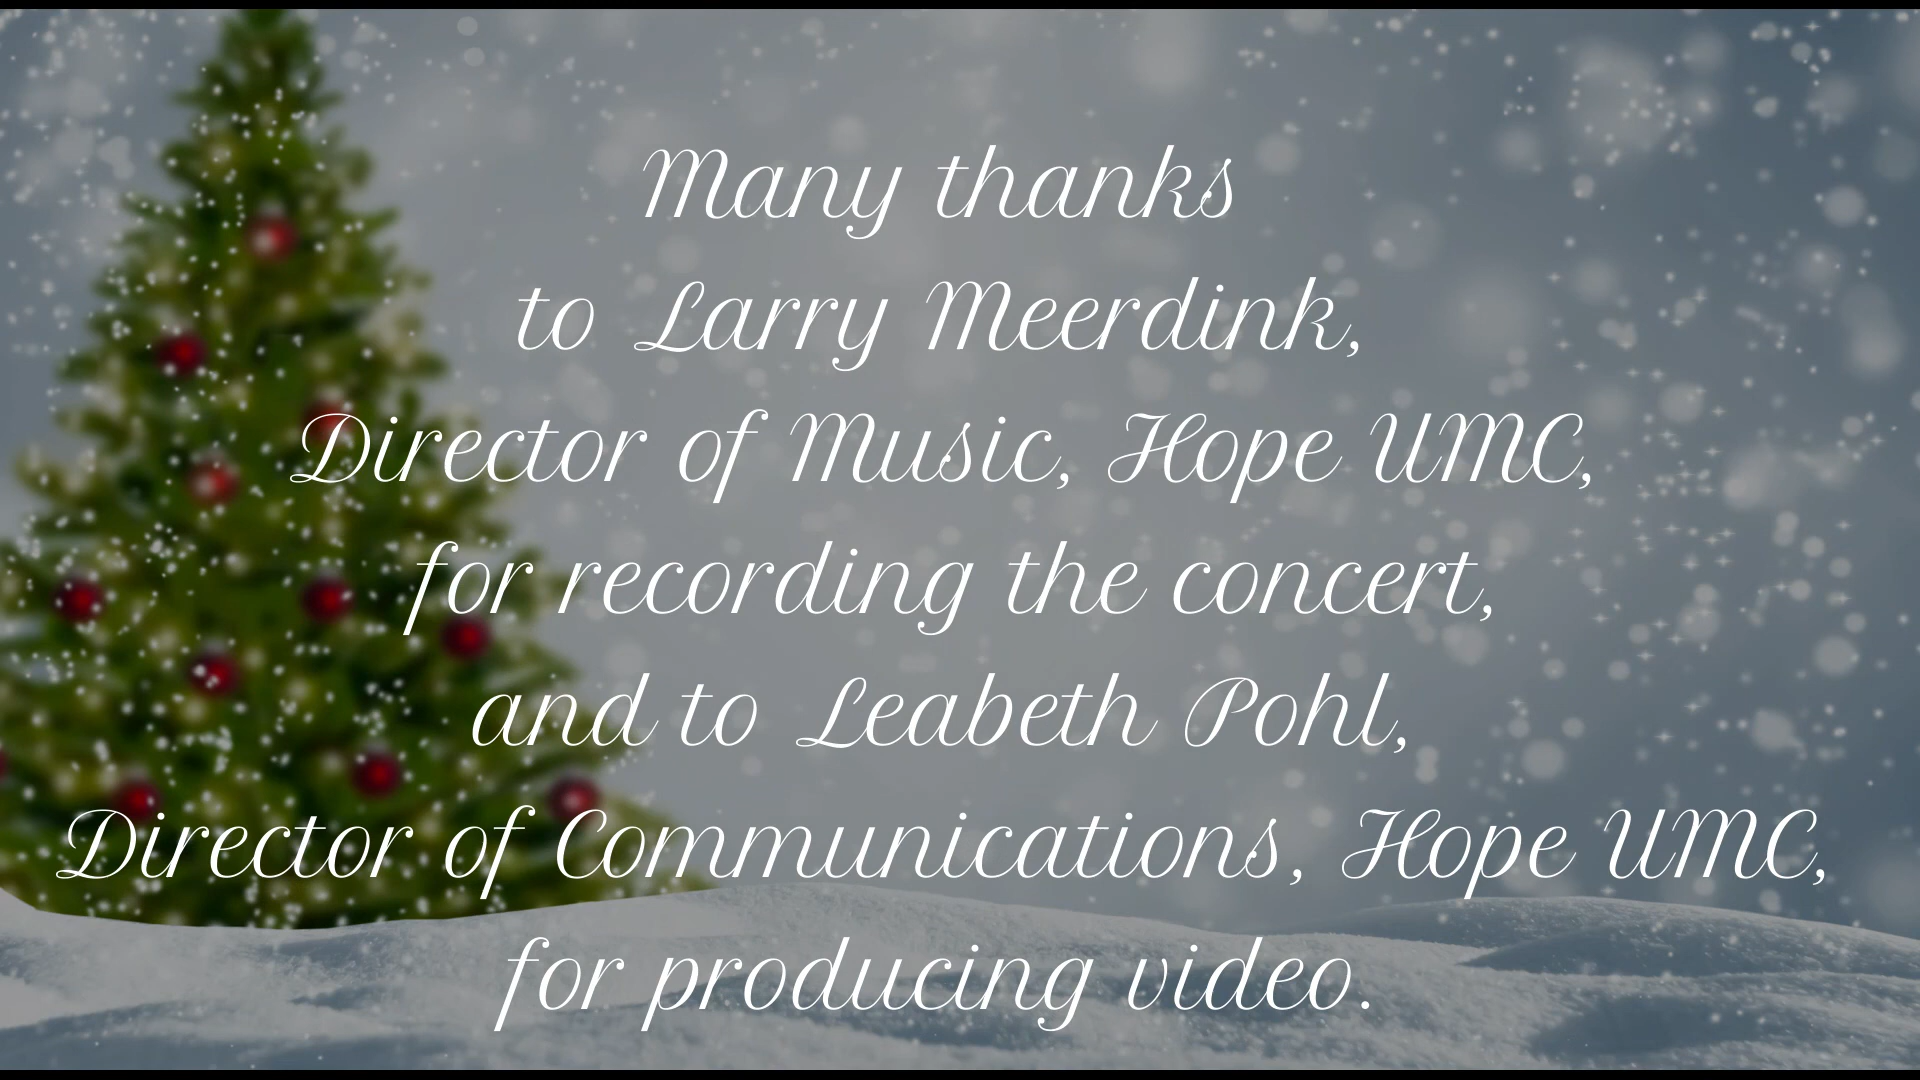 Many thanks
to Larry Meerdink,
Director of Music, Hope UMC,
for recording the concert,
and to Leabeth Pohl,
Director of Communications, Hope UMC,
for producing video.